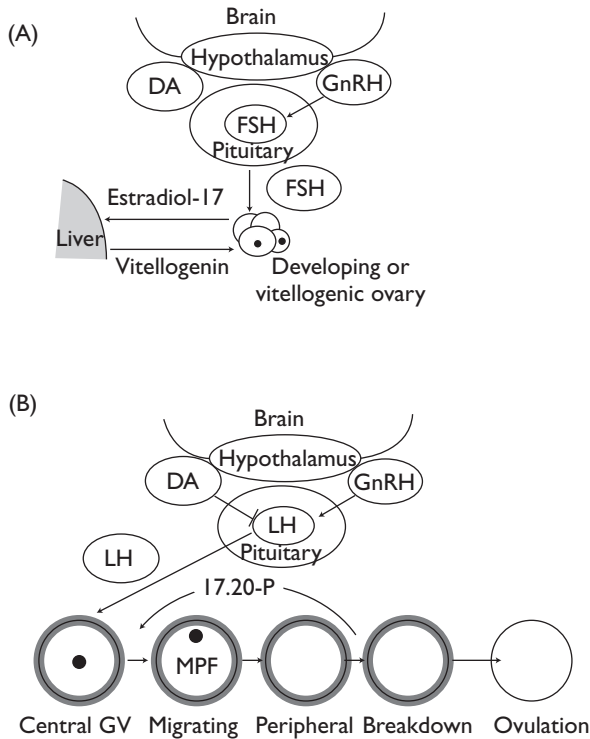 (A)
Brain
Hypothalamus
DA
GnRH
FSH
Pituitary
FSH
Estradiol-17
Liver
Vitellogenin
Developing or
vitellogenic ovary
(B)
Brain
Hypothalamus
DA
GnRH
LH
Pituitary
LH
17.20-P
MPF
Central GV Migrating Peripheral Breakdown Ovulation